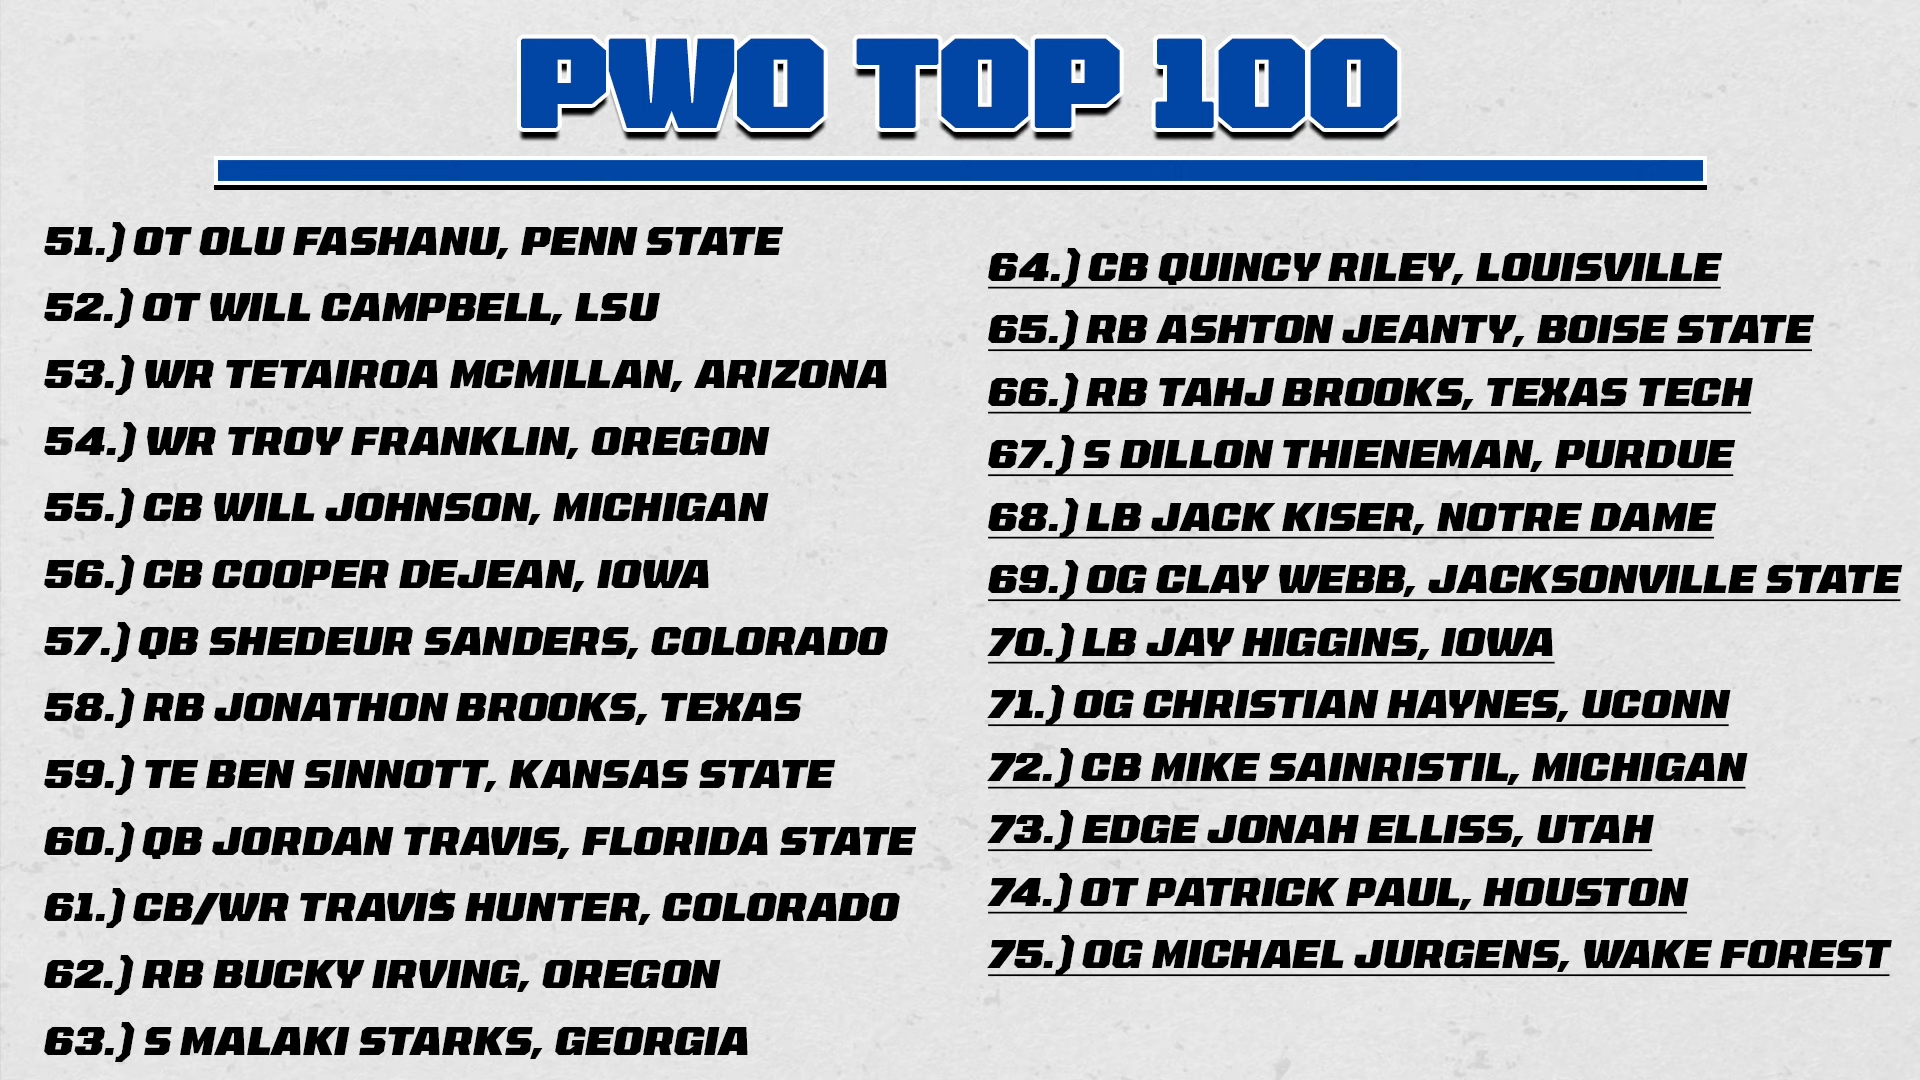 PWO TOP 100
51.) OT OLU FASHANU, PENN STATE
52.) OT WILL CAMPBELL, LSU
53.) WR TETAIROA MCMILLAN, ARIZONA
54.) WR TROY FRANKLIN, OREGON
55.) CB WILL JOHNSON, MICHIGAN
56.) CB COOPER DEJEAN, IOWA
57.) QB SHEDEUR SANDERS, COLORADO
58.) RB JONATHON BROOKS, TEXAS
59.) TE BEN SINNOTT, KANSAS STATE
60.) QB JORDAN TRAVIS, FLORIDA STATE
61.) CB/WR TRAVIS HUNTER, COLORADO
62.) RB BUCKY IRVING, OREGON
63.) S MALAKI STARKS, GEORGIA
64.) CB QUINCY RILEY, LOUISVILLE
65.) RB ASHTON JEANTY, BOISE STATE
66.) RB TAHJ BROOKS, TEXAS TECH
67.) S DILLON THIENEMAN, PURDUE
68.) LB JACK KISER, NOTRE DAME
69.) OG CLAY WEBB, JACKSONVILLE STATE
70.) LB JAY HIGGINS, IOWA
71.) OG CHRISTIAN HAYNES, UCONN
72.) CB MIKE SAINRISTIL, MICHIGAN
73.) EDGE JONAH ELLISS, UTAH
74.) OT PATRICK PAUL, HOUSTON
75.) OG MICHAEL JURGENS, WAKE FOREST